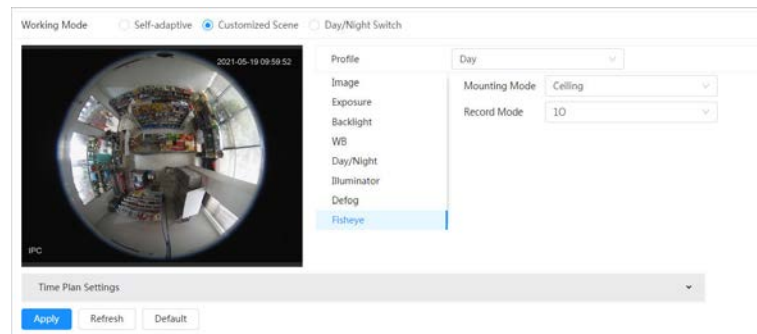 Working Mode Self-adaptive Customized Scene Day/Night Switch
2021-05-19 09:59:52
IPC
Profile Day
Image
Exposure
Backlight
WB
Day/Night
Illuminator
Defog
Fisheye
Mounting Mode Ceiling
Record Mode 1O
Time Plan Settings
Apply Refresh Default